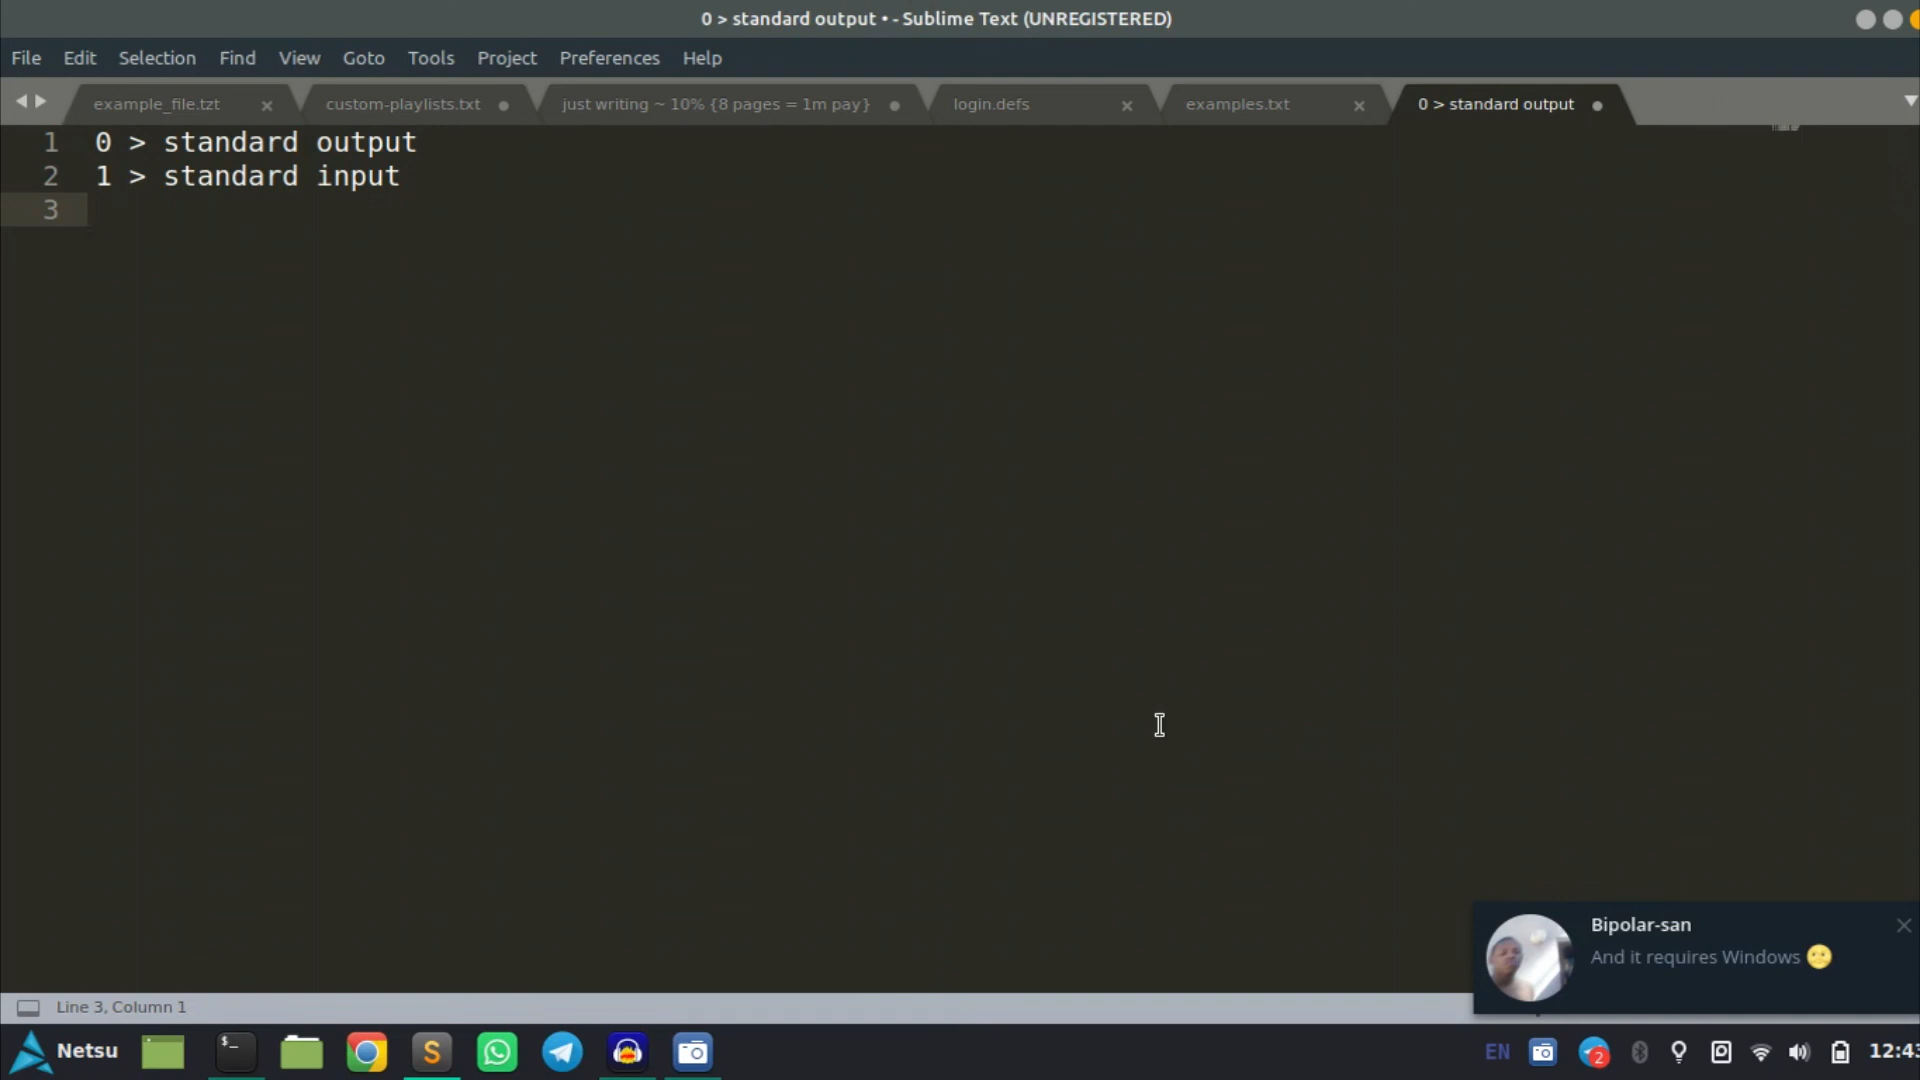 0 > standard output • - Sublime Text (UNREGISTERED)
File Edit Selection Find View Goto Tools Project Preferences Help
example_file.tzt custom-playlists.txt just writing ~ 10% {8 pages = 1m pay} login.defs examples.txt 0 > standard output
1 0 > standard output
2 1 > standard input
3
Bipolar-san
And it requires Windows
Line 3, Column 1
Netsu $_ S EN 2 12:43